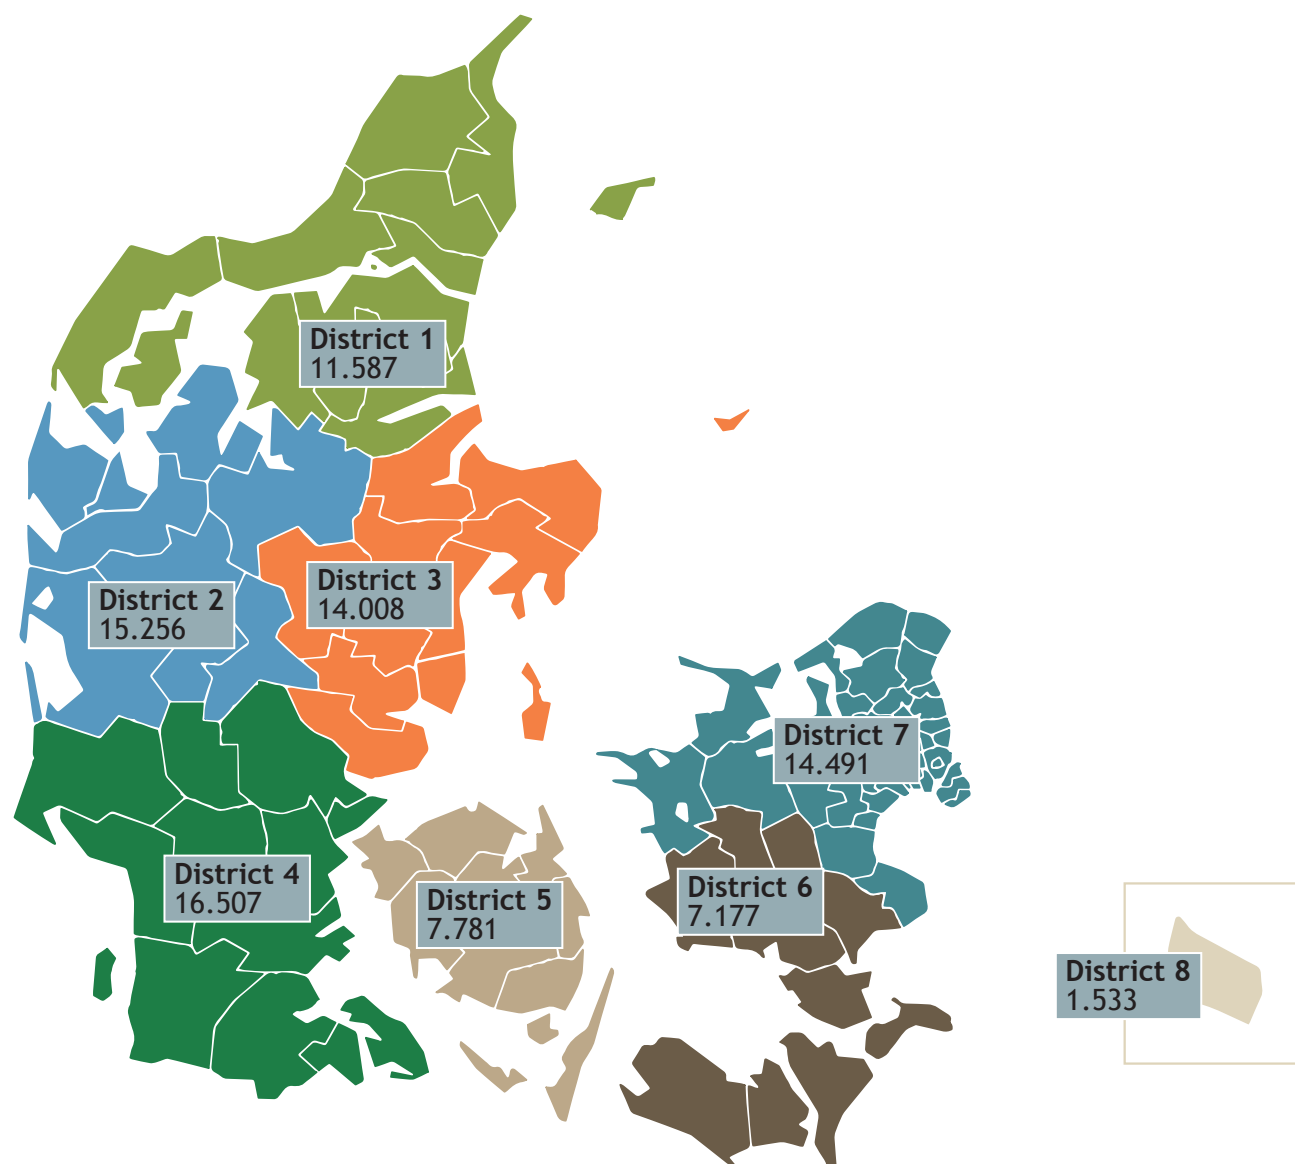 District 1
11.587
District 3
14.008
District 2
15.256
District 7
14.491
District 4
16.507
District 5
7.781
District 6
7.177
District 8
1.533